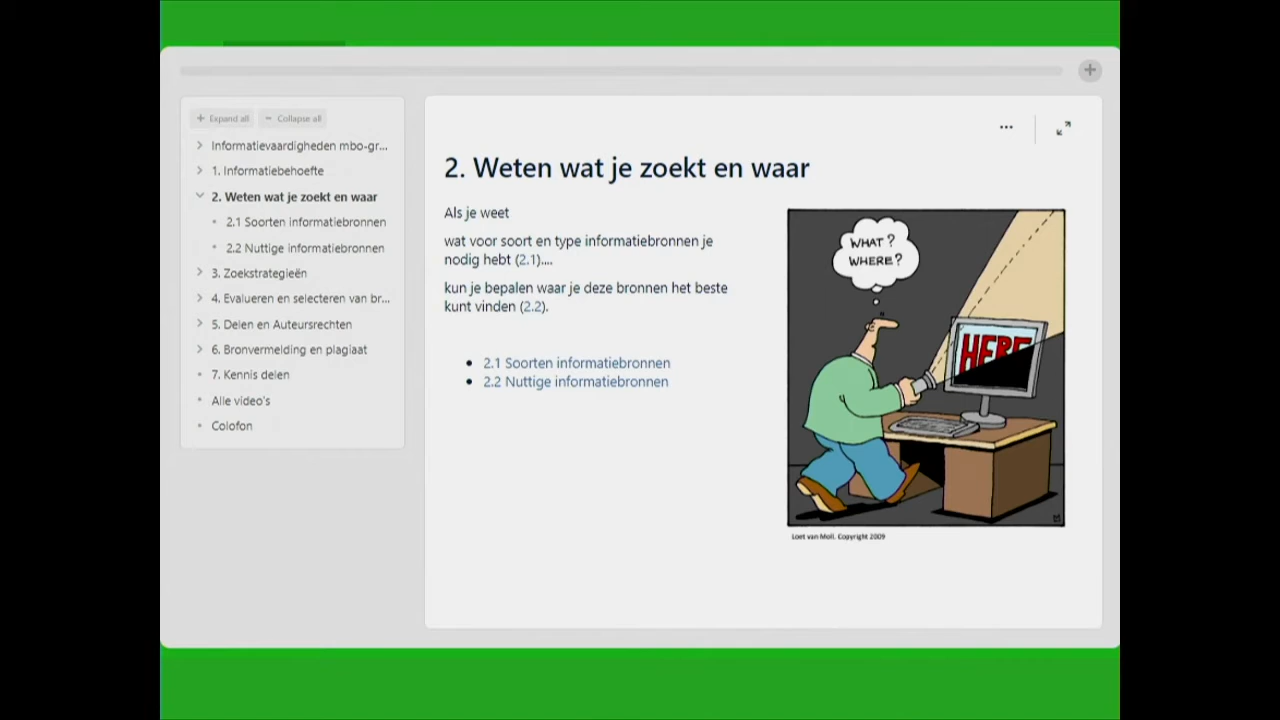 Expand all
Collapse all
Informatievaardigheden mbo-gr...
1. Informatiebehoefte
2. Weten wat je zoekt en waar
2.1 Soorten informatiebronnen
2.2 Nuttige informatiebronnen
3. Zoekstrategieën
4. Evalueren en selecteren van br...
5. Delen en Auteursrechten
6. Bronvermelding en plagiaat
7. Kennis delen
Alle video's
Colofon
2. Weten wat je zoekt en waar
Als je weet
wat voor soort en type informatiebronnen je
nodig hebt (2.1)....
kun je bepalen waar je deze bronnen het beste
kunt vinden (2.2).
2.1 Soorten informatiebronnen
2.2 Nuttige informatiebronnen
WHAT?
WHERE?
HERE
Loet van Moll. Copyright 2009